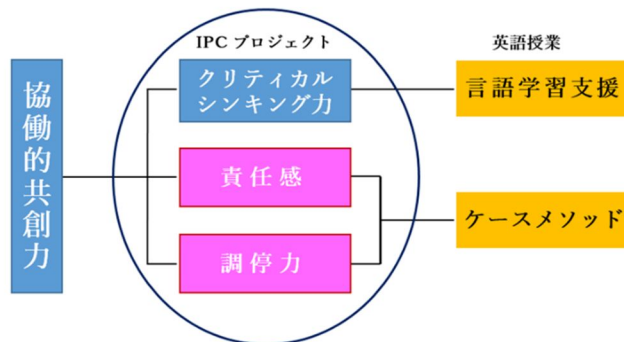 IPC プロジェクト
英語授業
協働的共創力
クリティカル
シンキング力
言語学習支援
責任感
ケースメソッド
調停力